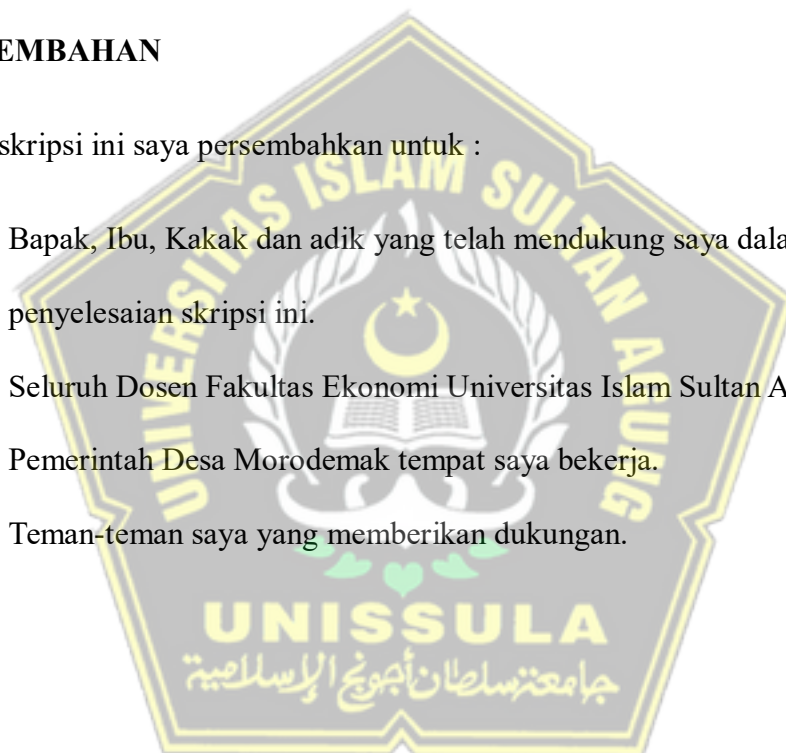 EMBAHAN
skripsi ini saya persembahkan untuk :
Bapak, Ibu, Kakak dan adik yang telah mendukung saya dala
penyelesaian skripsi ini.
Seluruh Dosen Fakultas Ekonomi Universitas Islam Sultan A
Pemerintah Desa Morodemak tempat saya bekerja.
Teman-teman saya yang memberikan dukungan.
UNIVERSITAS ISLAM SULTAN AGUNG
UNISSULA
جامعتنسلطان أجونج الإسلامية